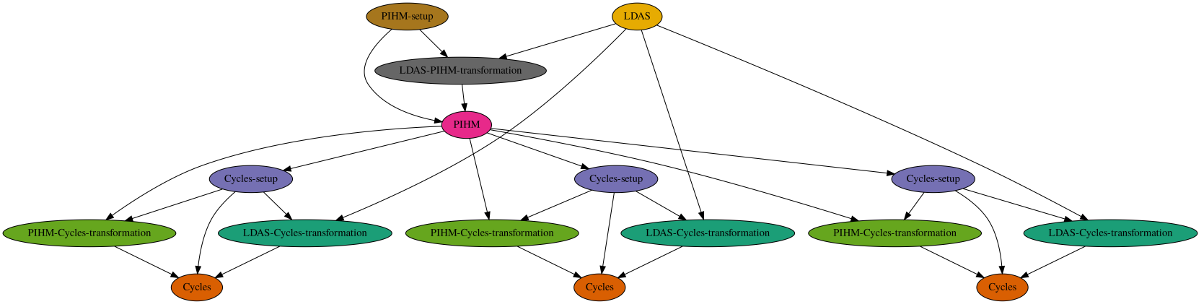 PIHM-setup
LDAS
LDAS-PIHM-transformation
PIHM
Cycles-setup
Cycles-setup
Cycles-setup
PIHM-Cycles-transformation
LDAS-Cycles-transformation
PIHM-Cycles-transformation
LDAS-Cycles-transformation
PIHM-Cycles-transformation
LDAS-Cycles-transformation
Cycles
Cycles
Cycles